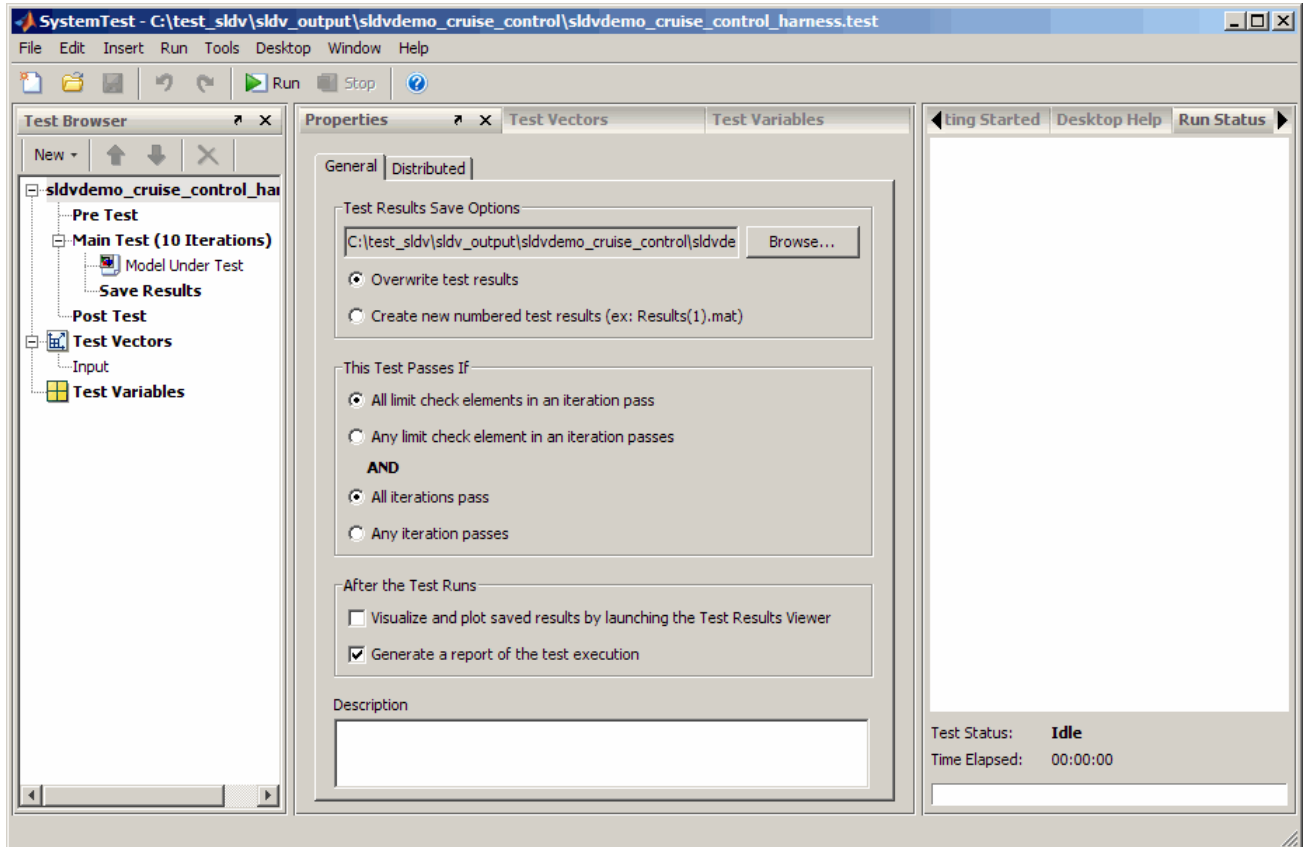 SystemTest - C:\test_sldv\sldv_output\sldvdemo_cruise_control\sldvdemo_cruise_control_harness.test
File Edit Insert Run Tools Desktop Window Help
Run Stop
Test Browser
New
sldvdemo_cruise_control_har
Pre Test
Main Test (10 Iterations)
Model Under Test
Save Results
Post Test
Test Vectors
Input
Test Variables
Properties Test Vectors Test Variables
General Distributed
Test Results Save Options
C:\test_sldv\sldv_output\sldvdemo_cruise_control\sldvde Browse...
Overwrite test results
Create new numbered test results (ex: Results(1).mat)
This Test Passes If
All limit check elements in an iteration pass
Any limit check element in an iteration passes
AND
All iterations pass
Any iteration passes
After the Test Runs
Visualize and plot saved results by launching the Test Results Viewer
Generate a report of the test execution
Description
ting Started Desktop Help Run Status
Test Status: Idle
Time Elapsed: 00:00:00